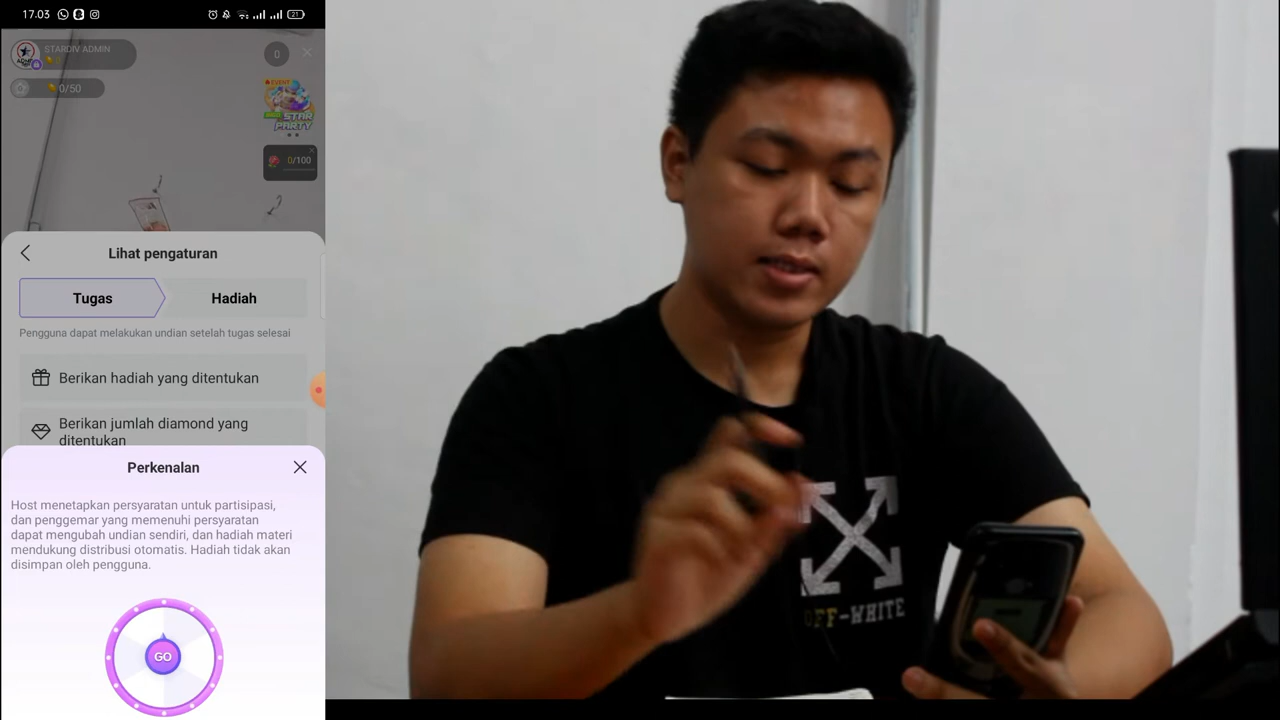 17.03
21
STARDIV ADMIN
0
0
0/50
EVENT
STAR
PARTY
0/100
Lihat pengaturan
Tugas
Hadiah
Pengguna dapat melakukan undian setelah tugas selesai
Berikan hadiah yang ditentukan
Berikan jumlah diamond yang
ditentukan
Perkenalan
Host menetapkan persyaratan untuk partisipasi,
dan penggemar yang memenuhi persyaratan
dapat mengubah undian sendiri, dan hadiah materi
mendukung distribusi otomatis. Hadiah tidak akan
disimpan oleh pengguna.
GO
OFF-WHITE